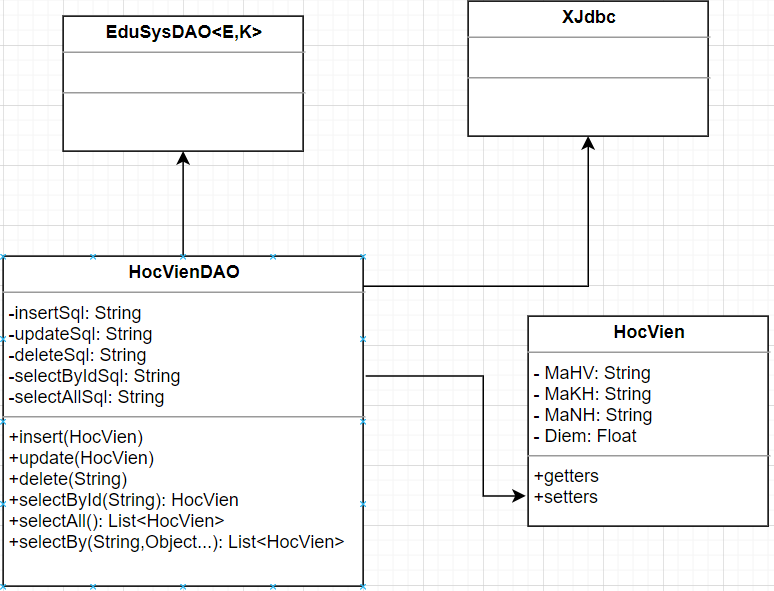 EduSysDAO<E,K>
XJdbc
HocVienDAO
-insertSql: String
-updateSql: String
-deleteSql: String
-selectByIdSql: String
-selectAllSql: String
+insert(HocVien)
+update(HocVien)
+delete(String)
+selectById(String): HocVien
+selectAll(): List<HocVien>
+selectBy(String,Object...): List<HocVien>
HocVien
- MaHV: String
- MaKH: String
- MaNH: String
- Diem: Float
+getters
+setters